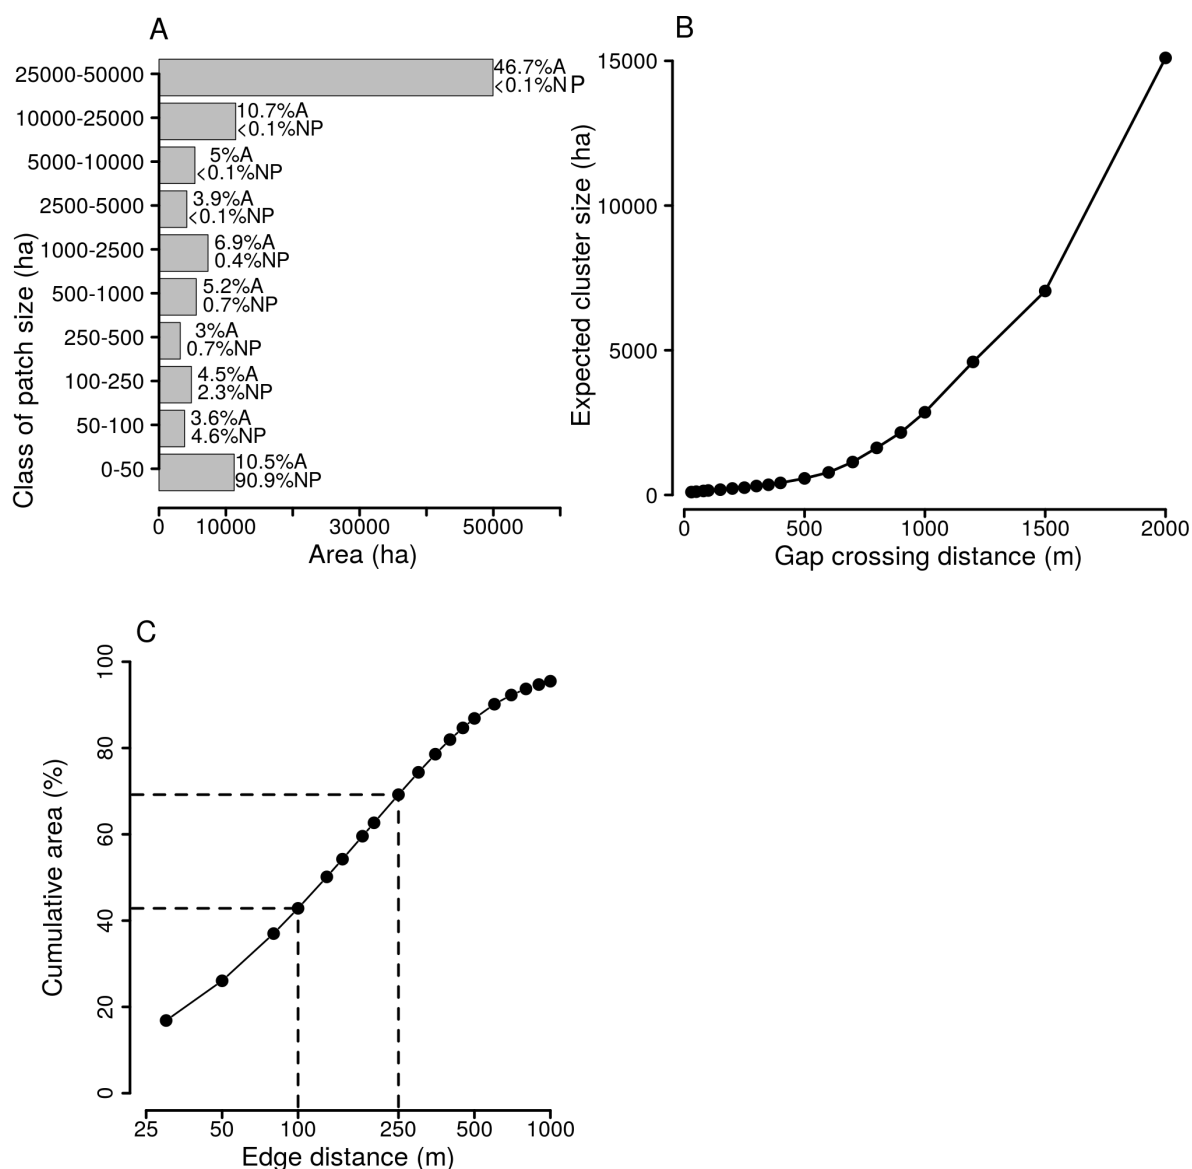 A
Class of patch size (ha)
25000-50000
46.7%A
<0.1%NP
10000-25000
10.7%A
<0.1%NP
5000-10000
5%A
<0.1%NP
2500-5000
3.9%A
<0.1%NP
1000-2500
6.9%A
0.4%NP
500-1000
5.2%A
0.7%NP
250-500
3%A
0.7%NP
100-250
4.5%A
2.3%NP
50-100
3.6%A
4.6%NP
0-50
10.5%A
90.9%NP
0 10000 30000 50000
Area (ha)
B
Expected cluster size (ha)
15000
10000
5000
0
0 500 1000 1500 2000
Gap crossing distance (m)
C
Cumulative area (%)
100
80
60
40
20
0
25 50 100 250 500 1000
Edge distance (m)